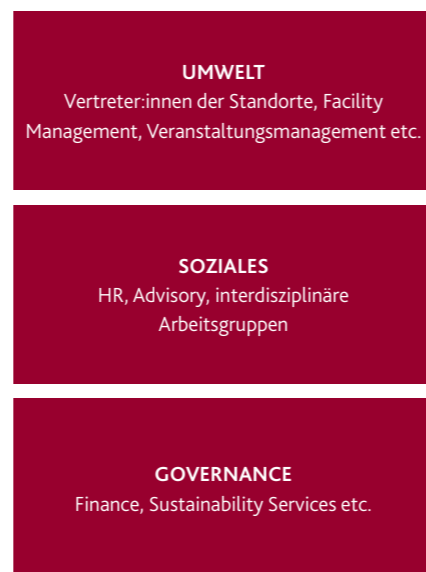 UMWELT
Vertreter:innen der Standorte, Facility
Management, Veranstaltungsmanagement etc.
SOZIALES
HR, Advisory, interdisziplinäre
Arbeitsgruppen
GOVERNANCE
Finance, Sustainability Services etc.